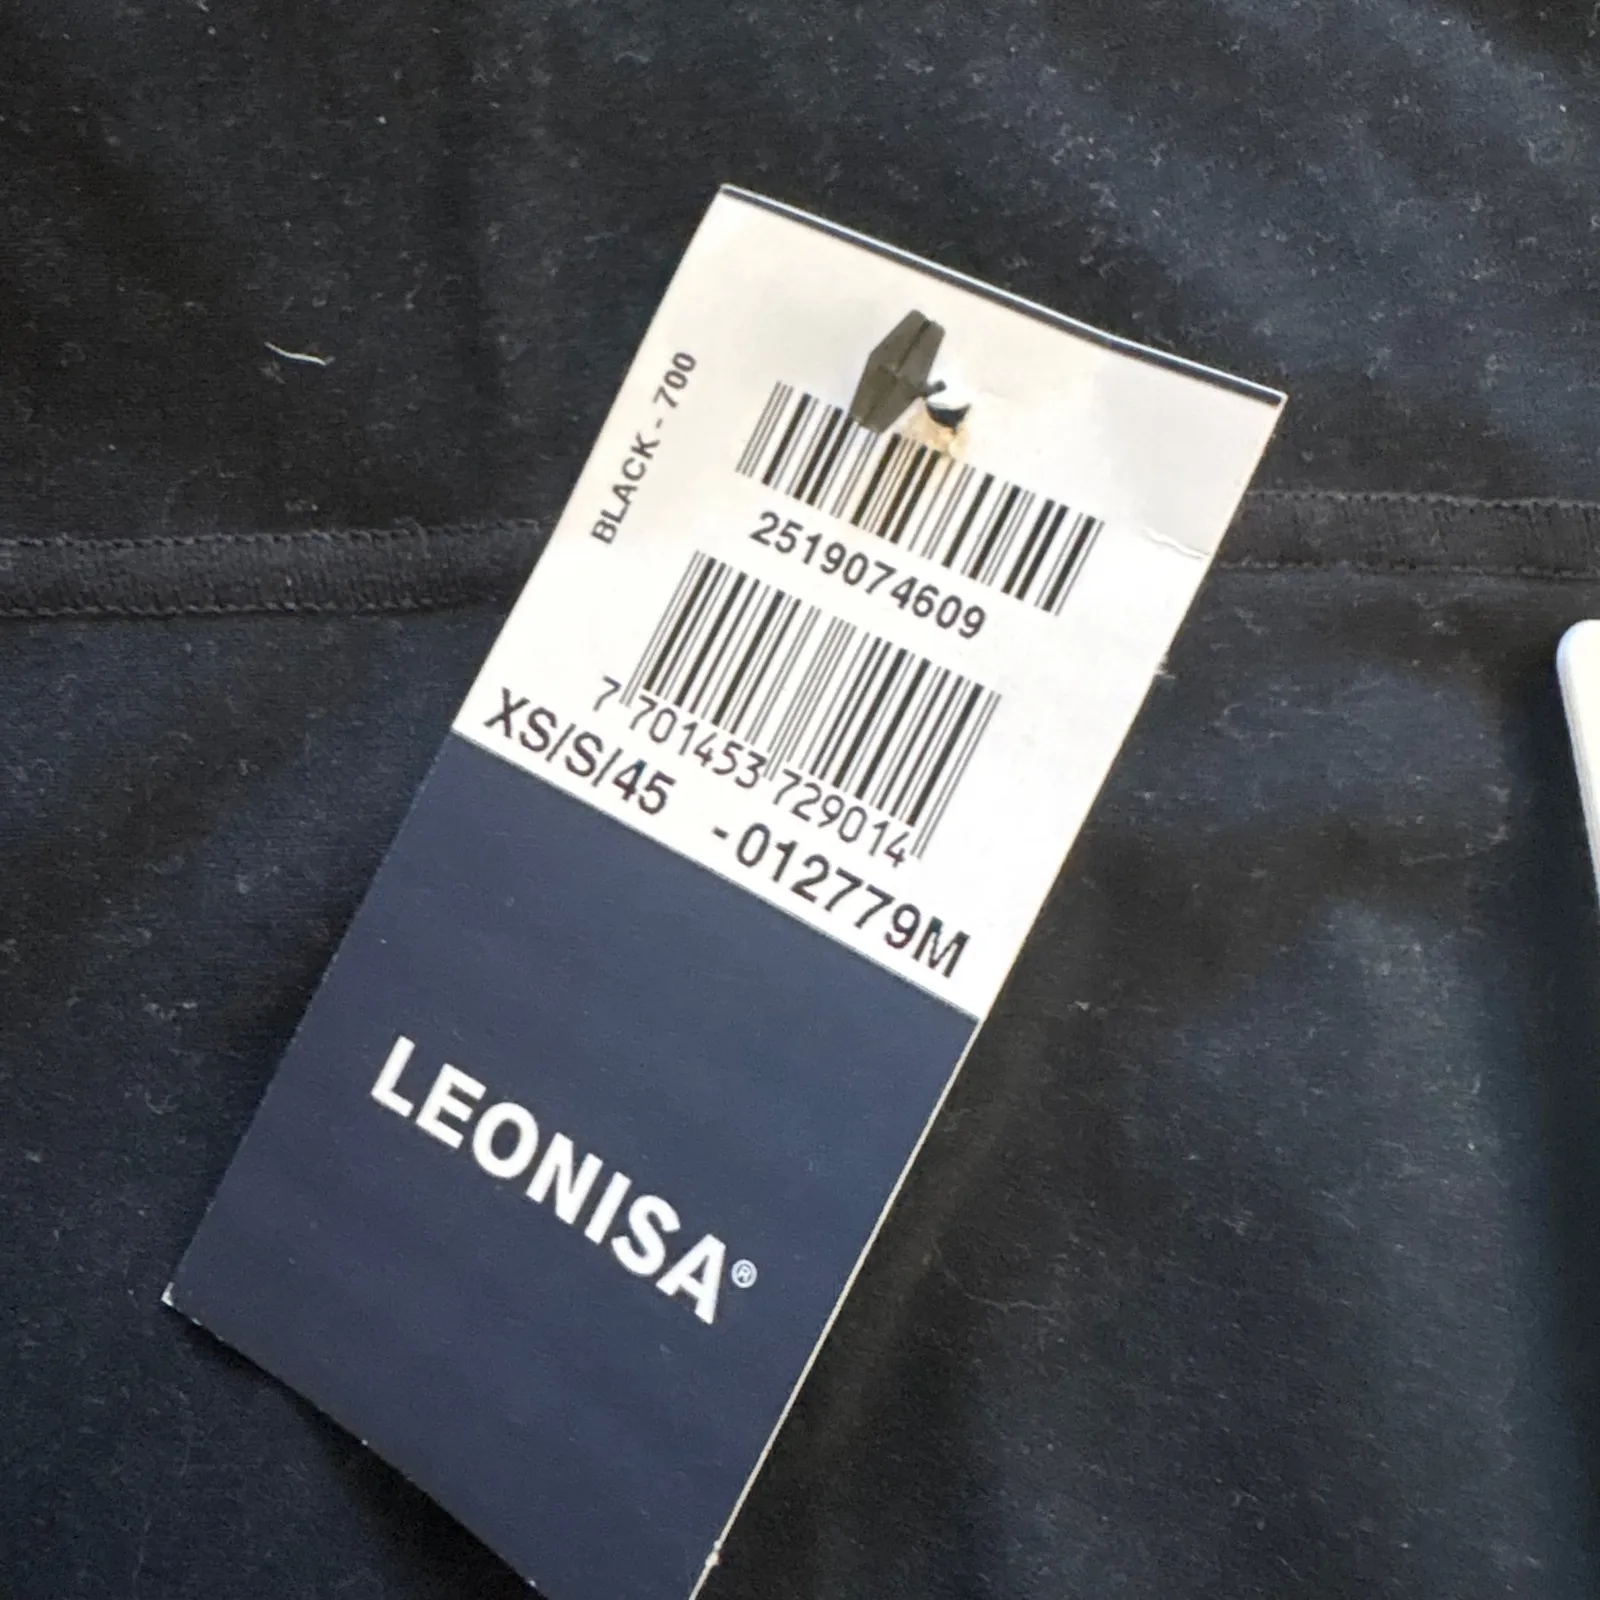 BLACK - 700
2519074609
7 701453 729014
XS/S/45 -012779M
LEONISA®